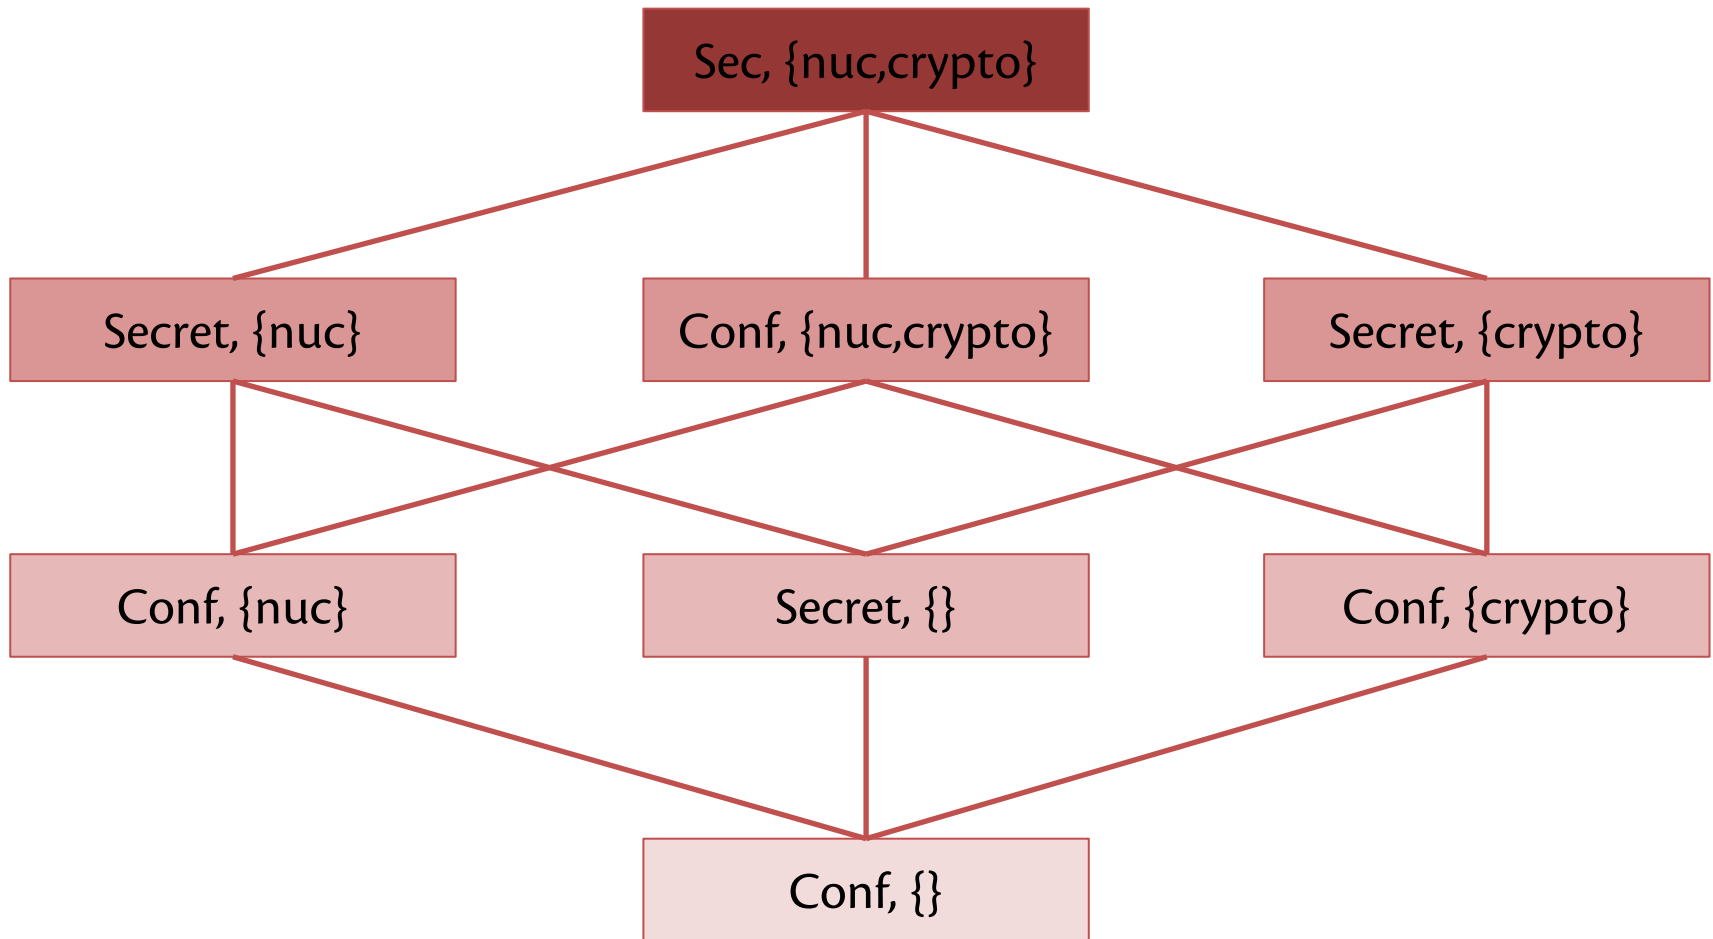 Sec, {nuc,crypto}
Secret, {nuc}
Conf, {nuc,crypto}
Secret, {crypto}
Conf, {nuc}
Secret, {}
Conf, {crypto}
Conf, {}